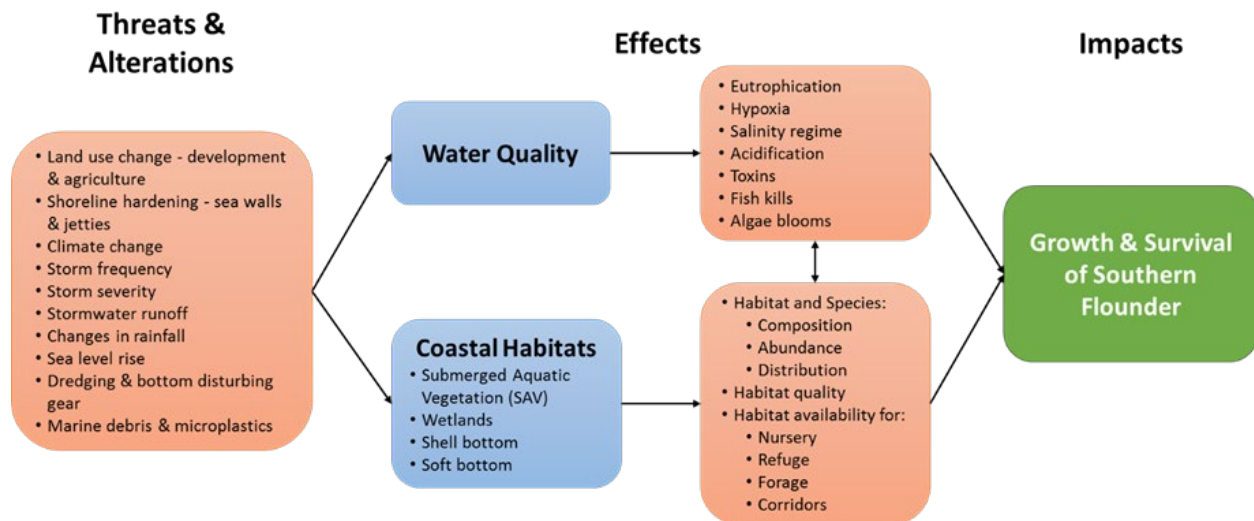 Threats &
Alterations
Effects
Impacts
• Land use change - development
& agriculture
• Shoreline hardening - sea walls
& jetties
• Climate change
• Storm frequency
• Storm severity
• Stormwater runoff
• Changes in rainfall
• Sea level rise
• Dredging & bottom disturbing
gear
• Marine debris & microplastics
Water Quality
Coastal Habitats
• Submerged Aquatic
Vegetation (SAV)
• Wetlands
• Shell bottom
• Soft bottom
• Eutrophication
• Hypoxia
• Salinity regime
• Acidification
• Toxins
• Fish kills
• Algae blooms
• Habitat and Species:
• Composition
• Abundance
• Distribution
• Habitat quality
• Habitat availability for:
• Nursery
• Refuge
• Forage
• Corridors
Growth & Survival
of Southern
Flounder